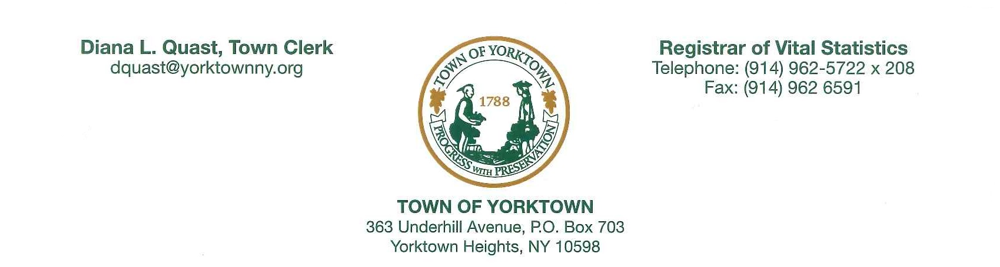 Diana L. Quast, Town Clerk
dquast@yorktownny.org
TOWN OF YORKTOWN
1788
PROGRESS WITH PRESERVATION
Registrar of Vital Statistics
Telephone: (914) 962-5722 x 208
Fax: (914) 962 6591
TOWN OF YORKTOWN
363 Underhill Avenue, P.O. Box 703
Yorktown Heights, NY 10598